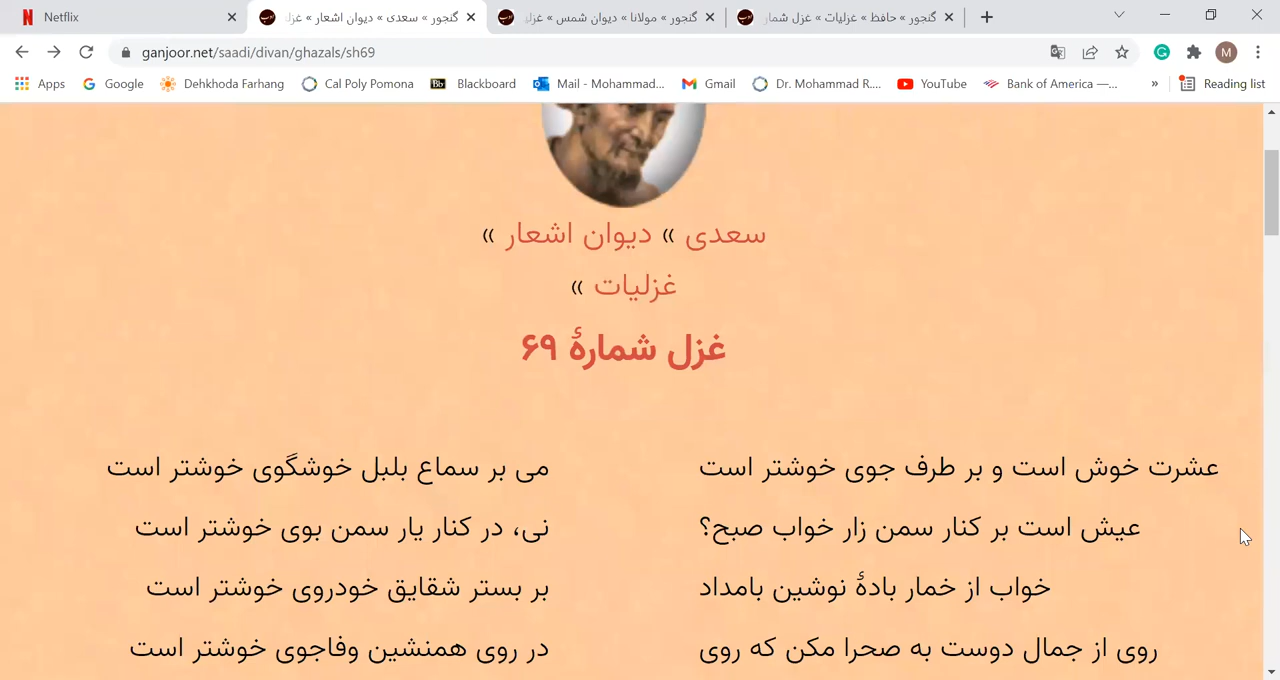 Netflix
گنجور » سعدی » دیوان اشعار » غزلی
گنجور » مولانا » دیوان شمس » غزلی
گنجور » حافظ » غزلیات » غزل شمار
ganjoor.net/saadi/divan/ghazals/sh69
M
Apps
Google
Dehkhoda Farhang
Cal Poly Pomona
Bb
Blackboard
Mail - Mohammad...
Gmail
Dr. Mohammad R....
YouTube
Bank of America —...
»
Reading list
سعدی » دیوان اشعار »
غزلیات »
غزل شمارهٔ ۶۹
عشرت خوش است و بر طرف جوی خوشتر است
می بر سماع بلبل خوشگوی خوشتر است
عیش است بر کنار سمن زار خواب صبح؟
نی، در کنار یار سمن بوی خوشتر است
خواب از خمار بادهٔ نوشین بامداد
بر بستر شقایق خودروی خوشتر است
روی از جمال دوست به صحرا مکن که روی
در روی همنشین وفاجوی خوشتر است